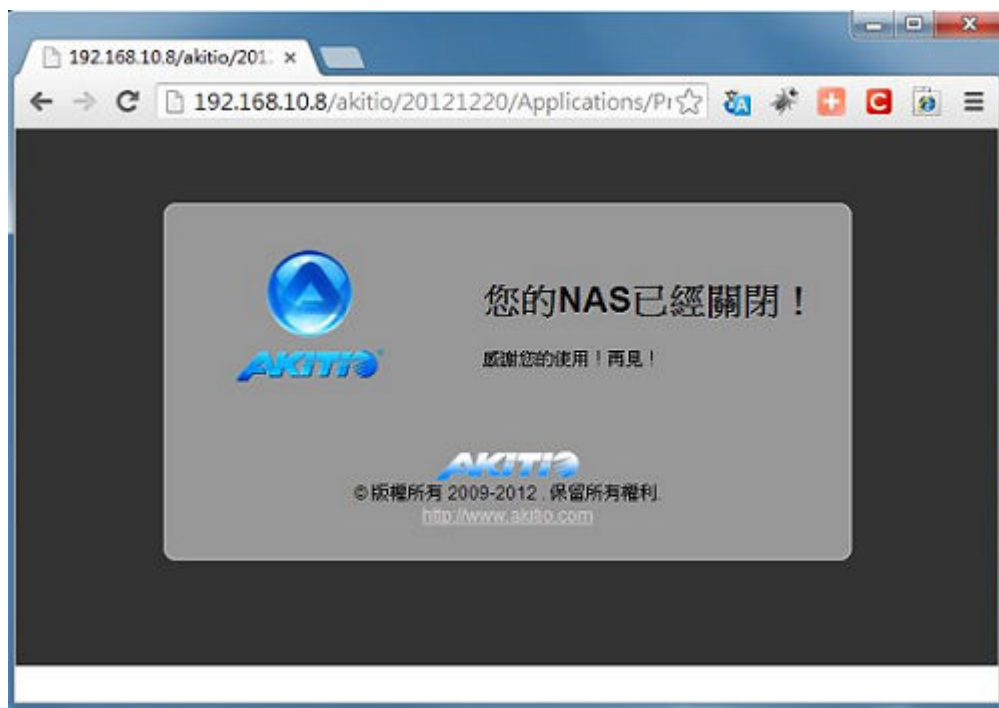 192.168.10.8/akitio/201
192.168.10.8/akitio/20121220/Applications/Pr
AKITIO
您的NAS已經關閉！
感謝您的使用！再見！
AKITIO
© 版權所有 2009-2012 . 保留所有權利.
http://www.akitio.com